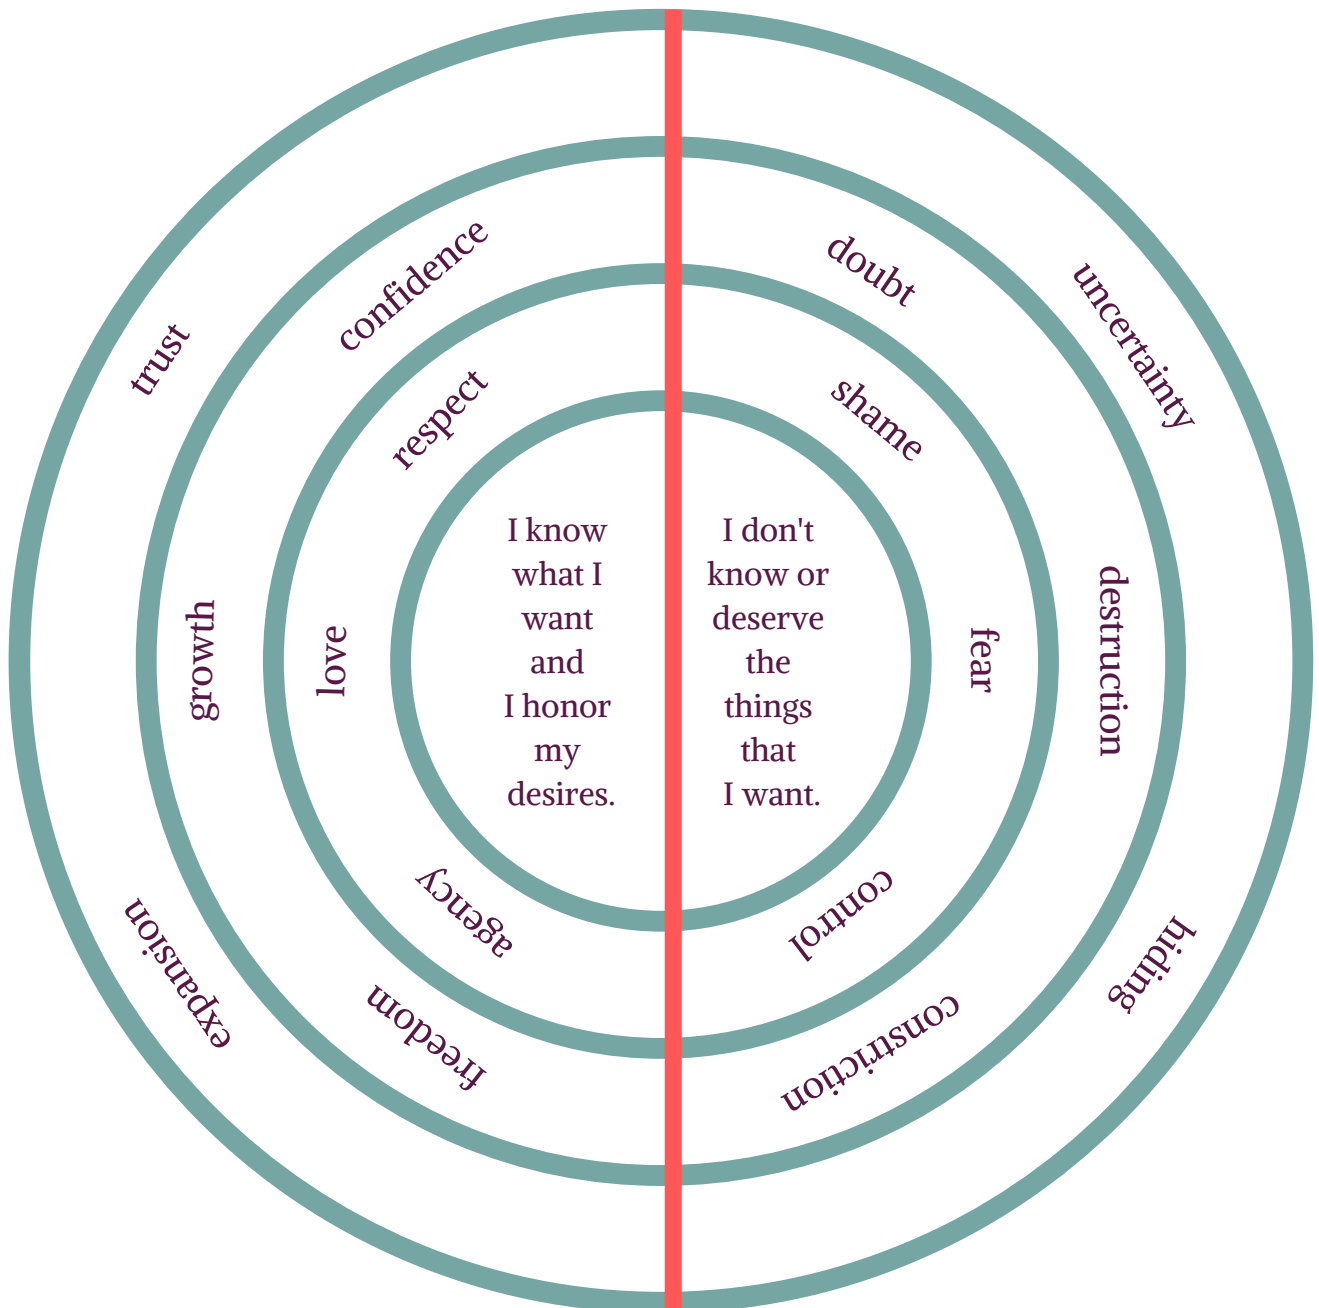 trust
confidence
respect
growth
love
expansion
freedom
agency
I know
what I
want
and
I honor
my
desires.
I don't
know or
deserve
the
things
that
I want.
doubt
uncertainty
shame
fear
destruction
control
constriction
hiding